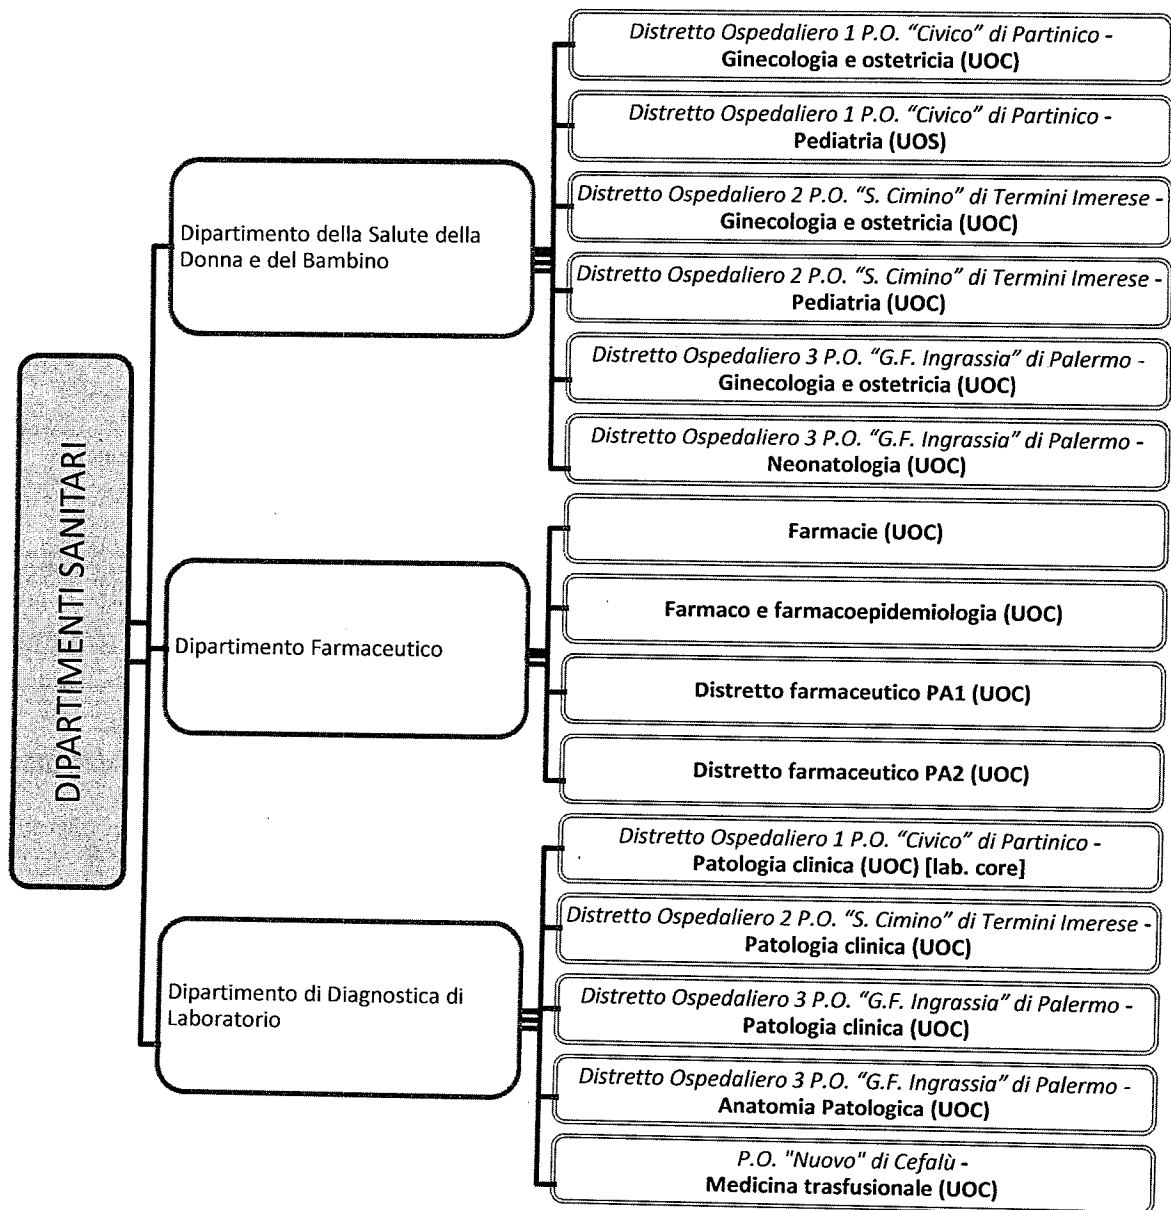 DIPARTIMENTI SANITARI
Dipartimento della Salute della
Donna e del Bambino
Distretto Ospedaliero 1 P.O. "Civico" di Partinico -
Ginecologia e ostetricia (UOC)
Distretto Ospedaliero 1 P.O. "Civico" di Partinico -
Pediatria (UOS)
Distretto Ospedaliero 2 P.O. "S. Cimino" di Termini Imerese -
Ginecologia e ostetricia (UOC)
Distretto Ospedaliero 2 P.O. "S. Cimino" di Termini Imerese -
Pediatria (UOC)
Distretto Ospedaliero 3 P.O. "G.F. Ingrassia" di Palermo -
Ginecologia e ostetricia (UOC)
Distretto Ospedaliero 3 P.O. "G.F. Ingrassia" di Palermo -
Neonatologia (UOC)
Dipartimento Farmaceutico
Farmacie (UOC)
Farmaco e farmacoepidemiologia (UOC)
Distretto farmaceutico PA1 (UOC)
Distretto farmaceutico PA2 (UOC)
Dipartimento di Diagnostica di
Laboratorio
Distretto Ospedaliero 1 P.O. "Civico" di Partinico -
Patologia clinica (UOC) [lab. core]
Distretto Ospedaliero 2 P.O. "S. Cimino" di Termini Imerese -
Patologia clinica (UOC)
Distretto Ospedaliero 3 P.O. "G.F. Ingrassia" di Palermo -
Patologia clinica (UOC)
Distretto Ospedaliero 3 P.O. "G.F. Ingrassia" di Palermo -
Anatomia Patologica (UOC)
P.O. "Nuovo" di Cefalù -
Medicina trasfusionale (UOC)